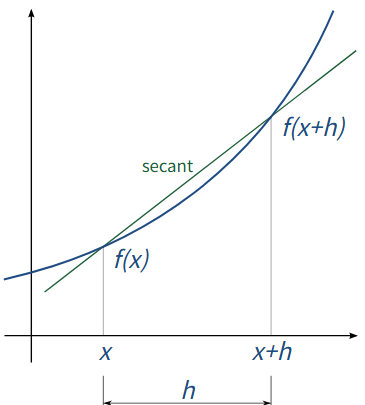 f(x+h)
secant
f(x)
x
x+h
h